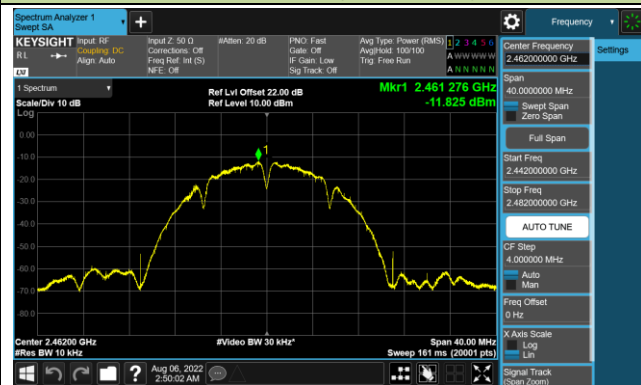 Spectrum Analyzer 1
Swept SA
+
Frequency
KEYSIGHT
RL
LXI
Input: RF
Coupling: DC
Align: Auto
Input Z: 50 Ω
Corrections: Off
Freq Ref: Int (S)
NFE: Off
#Atten: 20 dB
PNO: Fast
Gate: Off
IF Gain: Low
Sig Track: Off
Avg Type: Power (RMS)
Avg|Hold: 100/100
Trig: Free Run
1 2 3 4 5 6
A W W W W W
A N N N N N
1 Spectrum
Scale/Div 10 dB
Log
Ref Lvl Offset 22.00 dB
Ref Level 10.00 dBm
Mkr1 2.461 276 GHz
-11.825 dBm
1
0.00
-10.0
-20.0
-30.0
-40.0
-50.0
-60.0
-70.0
-80.0
Center 2.46200 GHz
#Res BW 10 kHz
#Video BW 30 kHz*
Span 40.00 MHz
Sweep 161 ms (20001 pts)
Aug 06, 2022
2:50:02 AM
?
Center Frequency
2.462000000 GHz
Settings
Span
40.0000000 MHz
Swept Span
Zero Span
Full Span
Start Freq
2.442000000 GHz
Stop Freq
2.482000000 GHz
AUTO TUNE
CF Step
4.000000 MHz
Auto
Man
Freq Offset
0 Hz
X Axis Scale
Log
Lin
Signal Track
(Span Zoom)